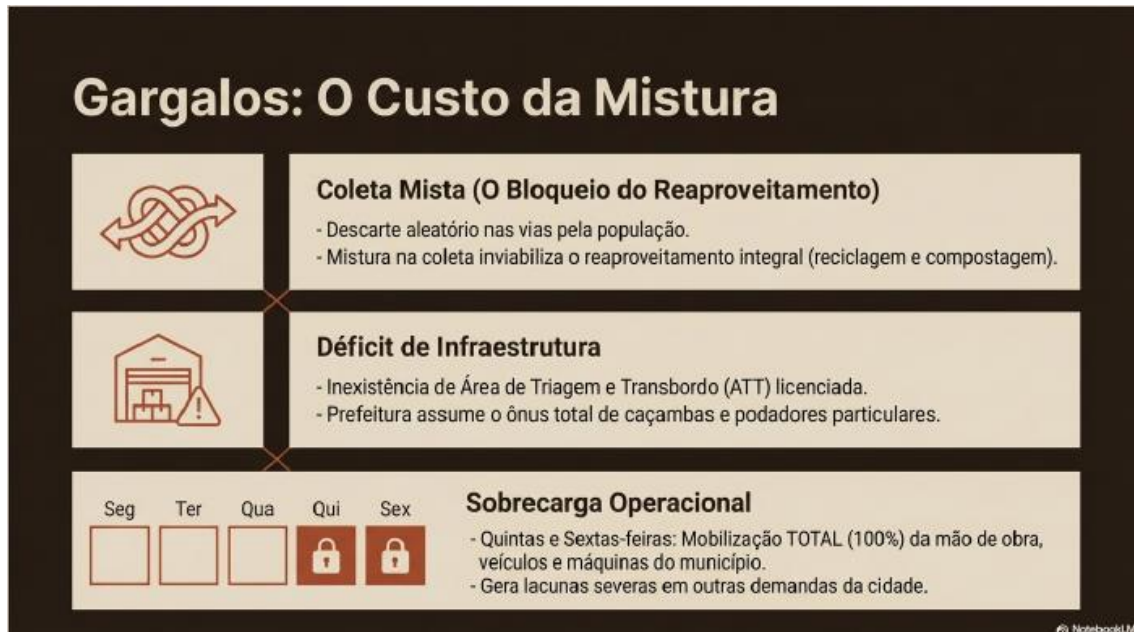 Gargalos: O Custo da Mistura
Coleta Mista (O Bloqueio do Reaproveitamento)
- Descarte aleatório nas vias pela população.
- Mistura na coleta inviabiliza o reaproveitamento integral (reciclagem e compostagem).
Déficit de Infraestrutura
- Inexistência de Área de Triagem e Transbordo (ATT) licenciada.
- Prefeitura assume o ônus total de caçambas e podadores particulares.
Seg Ter Qua Qui Sex
Sobrecarga Operacional
- Quintas e Sextas-feiras: Mobilização TOTAL (100%) da mão de obra,
veículos e máquinas do município.
- Gera lacunas severas em outras demandas da cidade.
NotebookLM